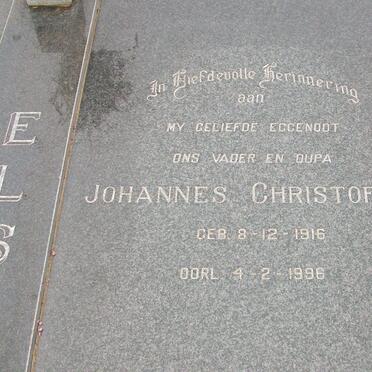 In Liefdevolle Herinnering
aan
MY GELIEFDE EGGENOOT
ONS VADER EN OUPA
JOHANNES CHRISTOF
GEB. 8-12-1916
OORL. 4-2-1996
E
L
S